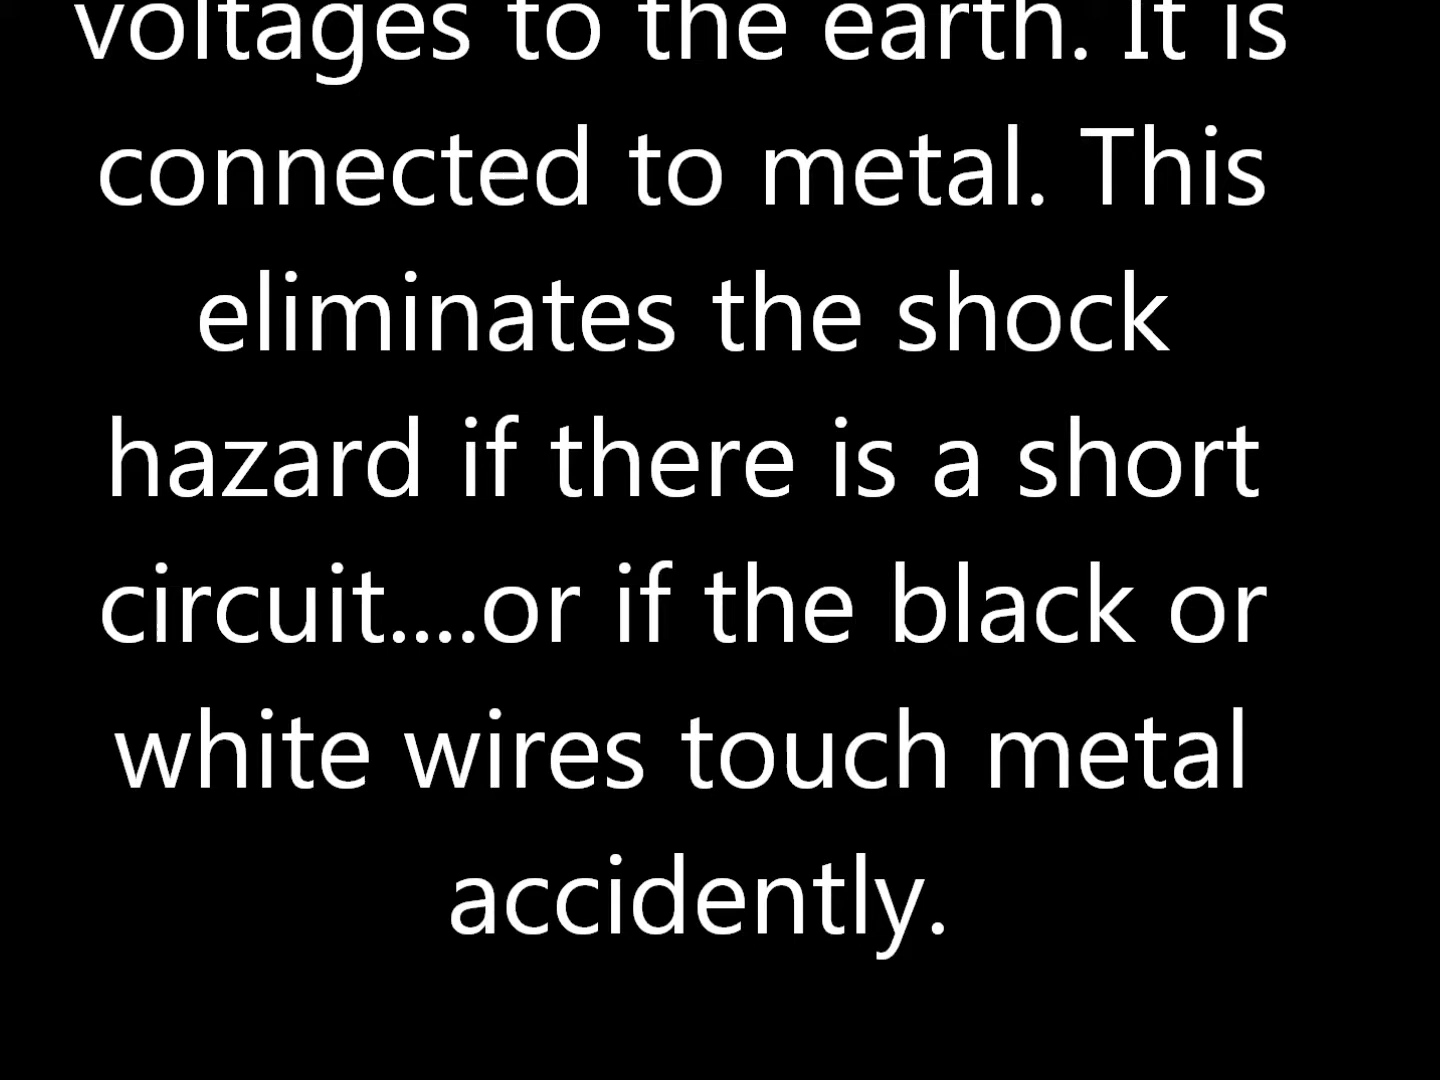 voltages to the earth. It is
connected to metal. This
eliminates the shock
hazard if there is a short
circuit....or if the black or
white wires touch metal
accidently.